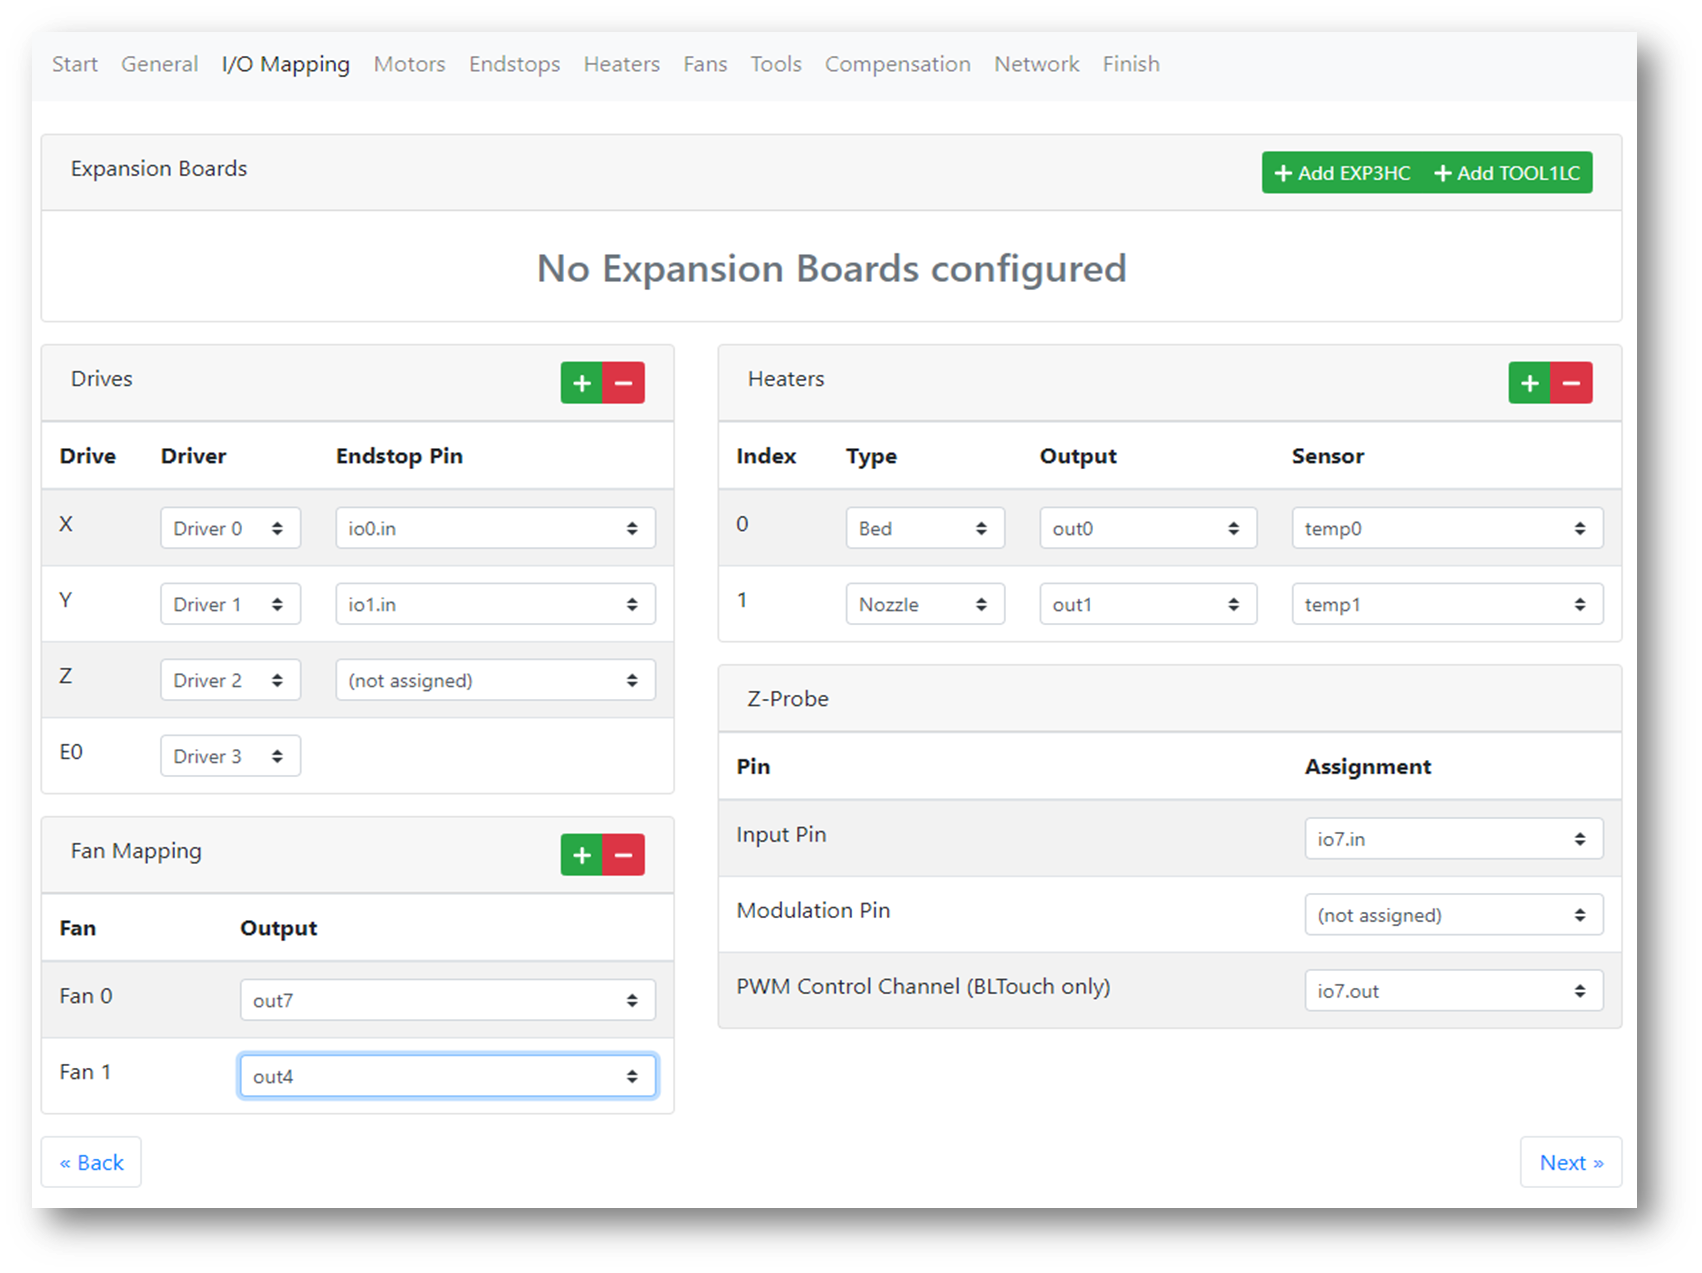 Start General I/O Mapping Motors Endstops Heaters Fans Tools Compensation Network Finish
Expansion Boards
Add EXP3HC Add TOOL1LC
No Expansion Boards configured
Drives
Drive Driver Endstop Pin
X Driver 0 io0.in
Y Driver 1 io1.in
Z Driver 2 (not assigned)
E0 Driver 3
Fan Mapping
Fan Output
Fan 0 out7
Fan 1 out4
Heaters
Index Type Output Sensor
0 Bed out0 temp0
1 Nozzle out1 temp1
Z-Probe
Pin Assignment
Input Pin io7.in
Modulation Pin (not assigned)
PWM Control Channel (BLTouch only) io7.out
« Back
Next »